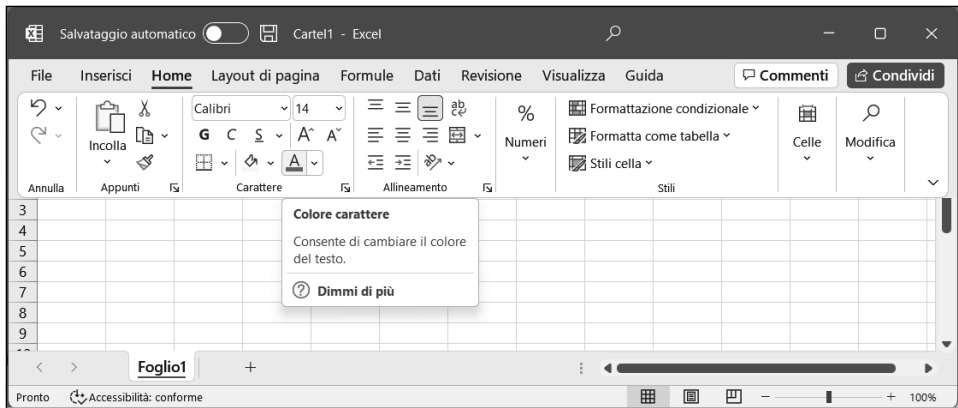 Salvataggio automatico Cartel1 - Excel
File Inserisci Home Layout di pagina Formule Dati Revisione Visualizza Guida Commenti Condividi
Calibri 14 ab % Formattazione condizionale
Incolla G C S A A Numeri Formatta come tabella Celle Modifica
A Stili cella
Annulla Appunti Carattere Allineamento Stili
3
4
5
6
7
8
9
Colore carattere
Consente di cambiare il colore
del testo.
Dimmi di più
Foglio1 +
Pronto Accessibilità: conforme - + 100%